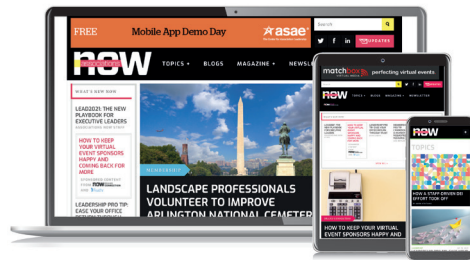 FREE
Mobile App Demo Day
asae
Search
UPDATES
now
associations
TOPICS
BLOGS
MAGAZINE
NEWSL
WHAT'S NEW NOW
LEAD2021: THE NEW
PLAYBOOK FOR
EXECUTIVE LEADERS
HOW TO KEEP
YOUR VIRTUAL
EVENT SPONSORS
HAPPY AND
COMING BACK
FOR MORE
LEADERSHIP PRO TIP:
EASE YOUR OFFICE
LANDSCAPE PROFESSIONALS
VOLUNTEER TO IMPROVE
ARLINGTON NATIONAL CEMETER
matchbox
perfecting virtual events
now
TOPICS
BLOGS
MAGAZINE
NEWSLETTER
HOW TO KEEP YOUR VIRTUAL
EVENT SPONSORS HAPPY AND
now
TOPICS
HOW A STAFF-DRIVEN DEI
EFFORT TOOK OFF